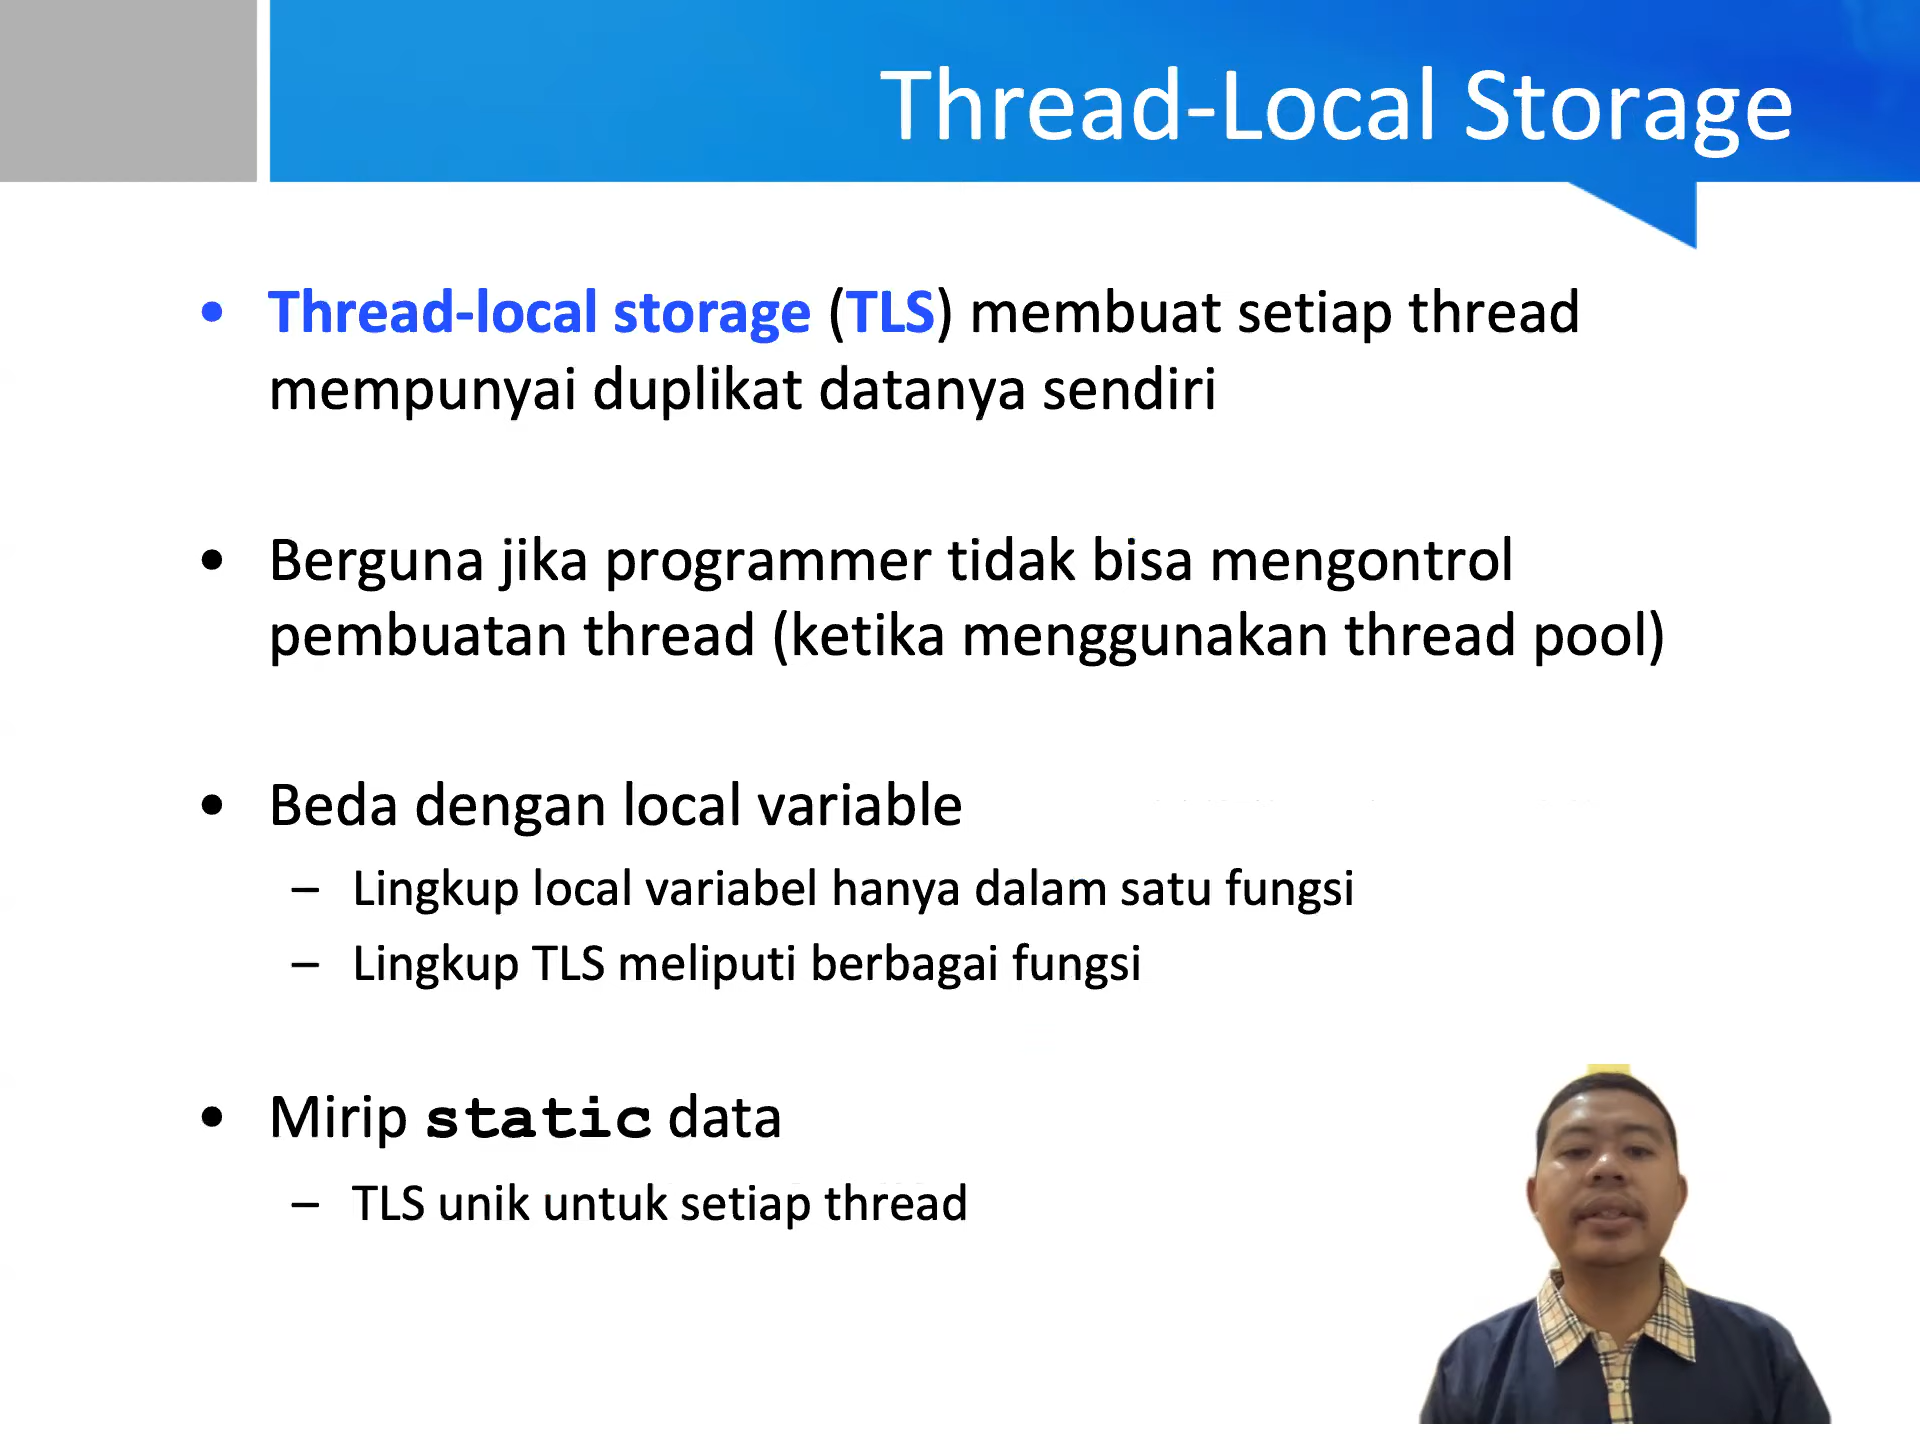 Thread-Local Storage
• Thread-local storage (TLS) membuat setiap thread
mempunyai duplikat datanya sendiri
• Berguna jika programmer tidak bisa mengontrol
pembuatan thread (ketika menggunakan thread pool)
• Beda dengan local variable
– Lingkup local variabel hanya dalam satu fungsi
– Lingkup TLS meliputi berbagai fungsi
• Mirip static data
– TLS unik untuk setiap thread